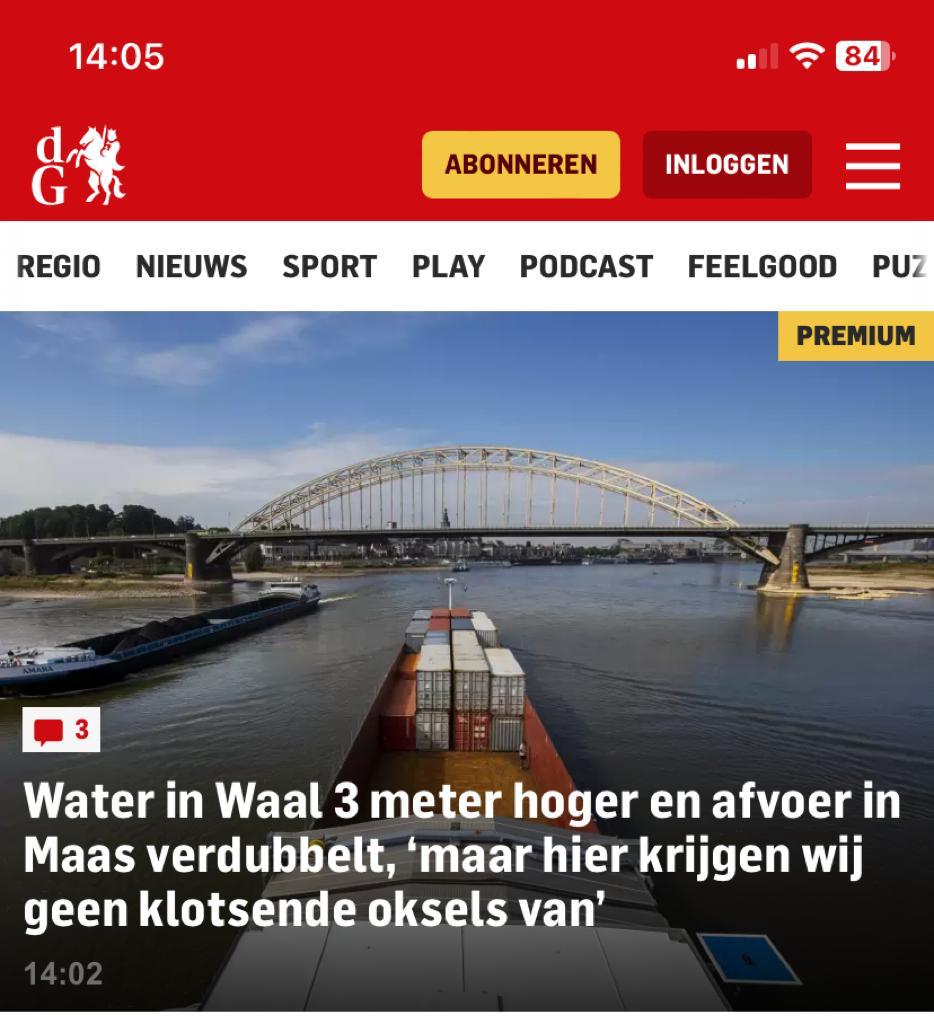 14:05
84
d
G
ABONNEREN
INLOGGEN
REGIO NIEUWS SPORT PLAY PODCAST FEELGOOD PUZ
PREMIUM
AMARA
3
Water in Waal 3 meter hoger en afvoer in
Maas verdubbelt, ‘maar hier krijgen wij
geen klotsende oksels van’
14:02